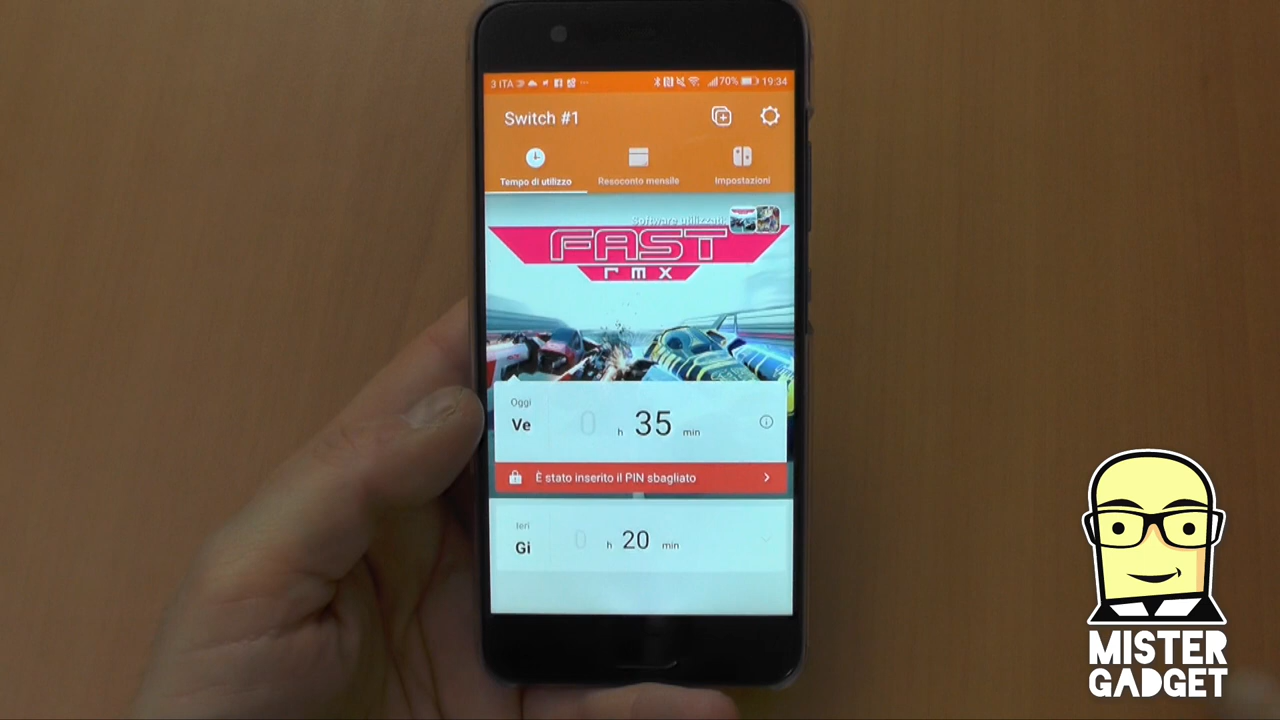 3 ITA
70% 19:34
Switch #1
Tempo di utilizzo
Resoconto mensile
Impostazioni
Software utilizzati
FAST
rmx
Oggi
Ve
0 h 35 min
È stato inserito il PIN sbagliato
Ieri
Gi
0 h 20 min
MISTER
GADGET